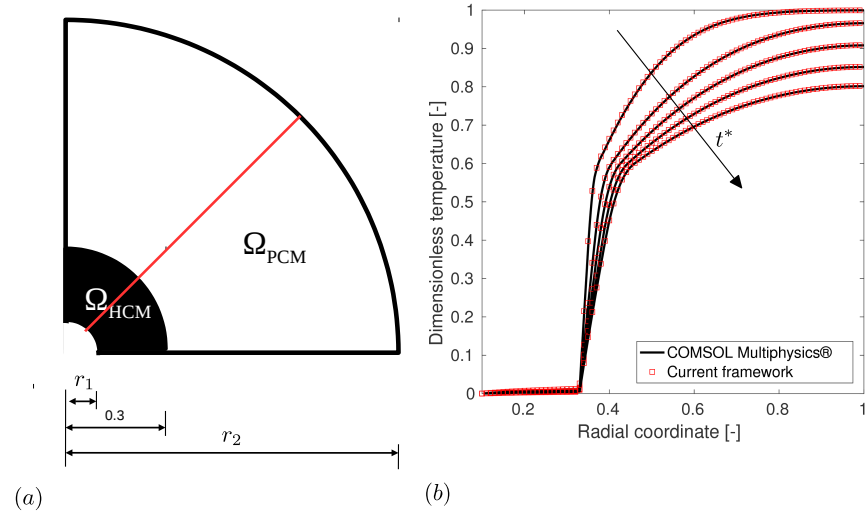 Ω_PCM
Ω_HCM
r₁
0.3
r₂
(a)
Dimensionless temperature [-]
1
0.9
0.8
0.7
0.6
0.5
0.4
0.3
0.2
0.1
0
t*
COMSOL Multiphysics®
Current framework
0.2 0.4 0.6 0.8 1
Radial coordinate [-]
(b)